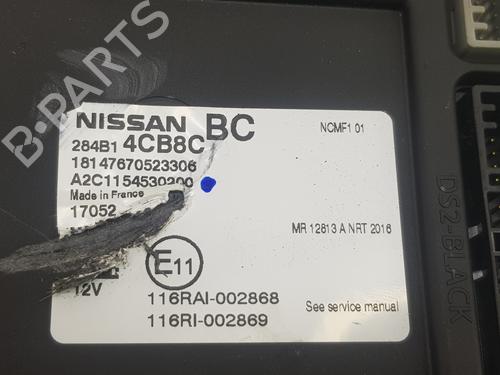 NISSAN BC
NCMF1 01
284B1 4CB8C
18147670523306
A2C1154530200
Made in France
17052
MR 12813 A NRT 2016
E11
12V
116RAI-002868
116RI-002869
See service manual
DS2-BLACK
B-PARTS